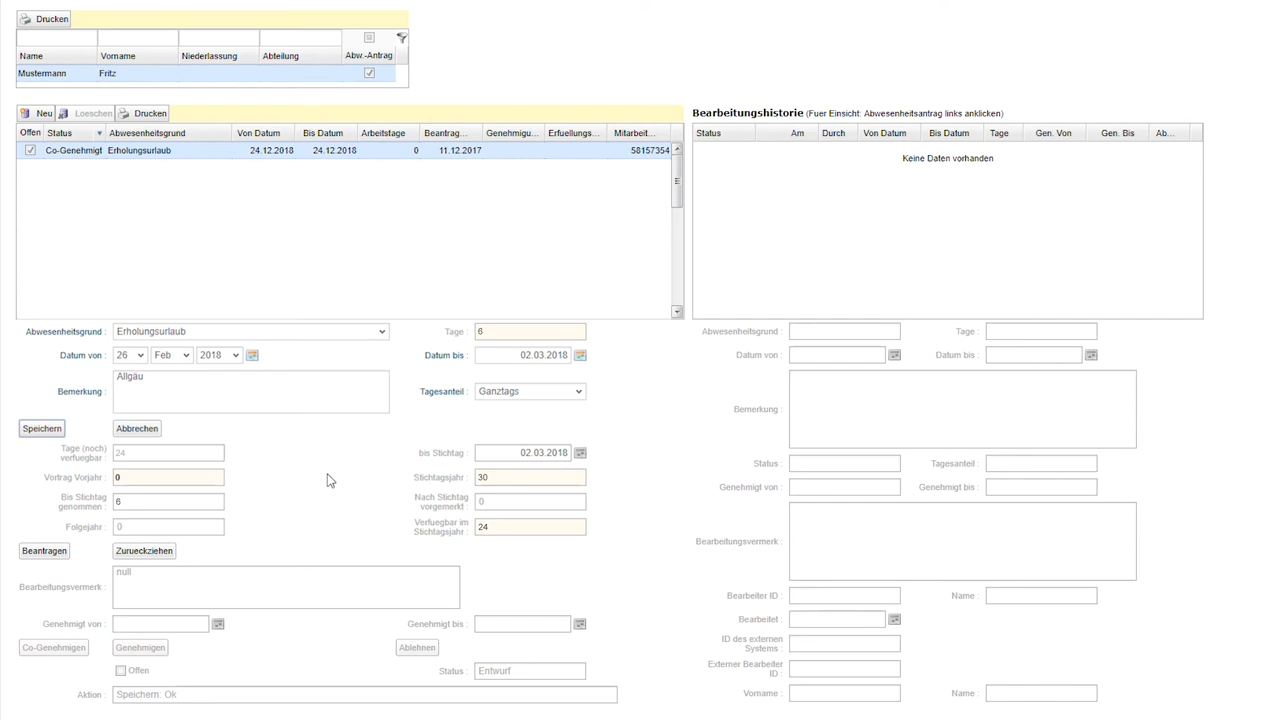 Drucken
Name Vorname Niederlassung Abteilung Abw.-Antrag
Mustermann Fritz
Neu Loeschen Drucken
Offen Status Abwesenheitsgrund Von Datum Bis Datum Arbeitstage Beantrag... Genehmigu... Erfuellungs... Mitarbeit...
Co-Genehmigt Erholungsurlaub 24.12.2018 24.12.2018 0 11.12.2017 58157354
Bearbeitungshistorie (Fuer Einsicht: Abwesenheitsantrag links anklicken)
Status Am Durch Von Datum Bis Datum Tage Gen. Von Gen. Bis Ab...
Keine Daten vorhanden
Abwesenheitsgrund : Erholungsurlaub Tage : 6
Datum von : 26 Feb 2018 Datum bis : 02.03.2018
Bemerkung : Allgäu Tagesanteil : Ganztags
Speichern Abbrechen
Tage (noch) verfuegbar : 24 bis Stichtag : 02.03.2018
Vortrag Vorjahr : 0 Stichtagsjahr : 30
Bis Stichtag genommen : 6 Nach Stichtag vorgemerkt : 0
Folgejahr : 0 Verfuegbar im Stichtagsjahr : 24
Beantragen Zurueckziehen
Bearbeitungsvermerk : null
Genehmigt von : Genehmigt bis :
Co-Genehmigen Genehmigen Ablehnen
Offen Status : Entwurf
Aktion : Speichern: Ok
Abwesenheitsgrund : Tage :
Datum von : Datum bis :
Bemerkung :
Status : Tagesanteil :
Genehmigt von : Genehmigt bis :
Bearbeitungsvermerk :
Bearbeiter ID : Name :
Bearbeitet :
ID des externen Systems :
Externer Bearbeiter ID :
Vorname : Name :